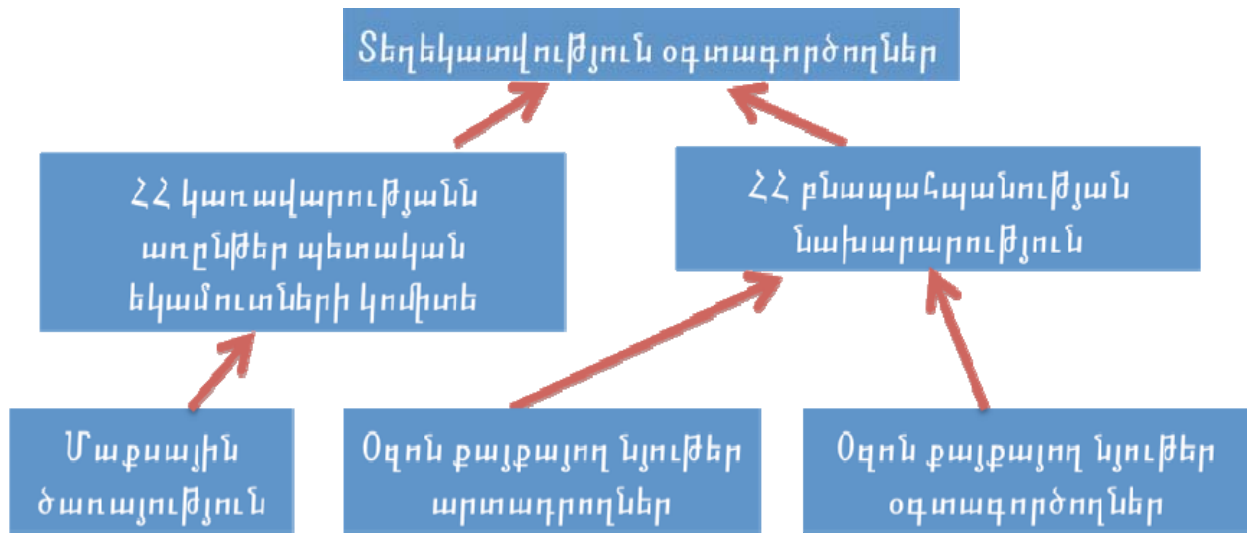 Տեղեկատվություն օգտագործողներ
ՀՀ կառավարությանն
առընթեր պետական
եկամուտների կոմիտե
ՀՀ բնապահպանության
նախարարություն
Մաքսային
ծառայություն
Օզոն քայքայող նյութեր
արտադրողներ
Օզոն քայքայող նյութեր
օգտագործողներ